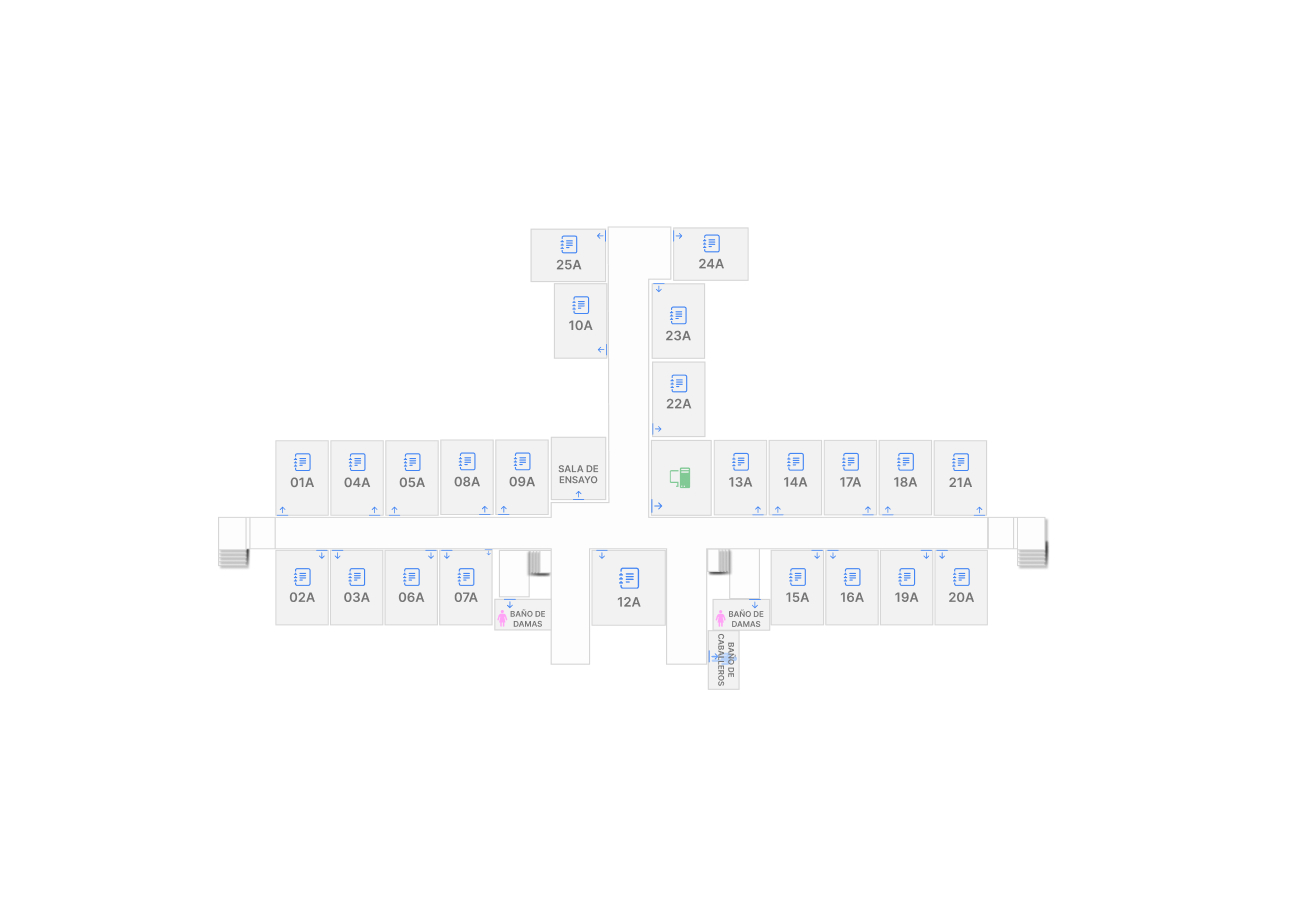 25A
24A
10A
23A
22A
01A
04A
05A
08A
09A
SALA DE
ENSAYO
13A
14A
17A
18A
21A
02A
03A
06A
07A
12A
15A
16A
19A
20A
BAÑO DE
DAMAS
BAÑO DE
DAMAS
BAÑO DE
CABALLEROS